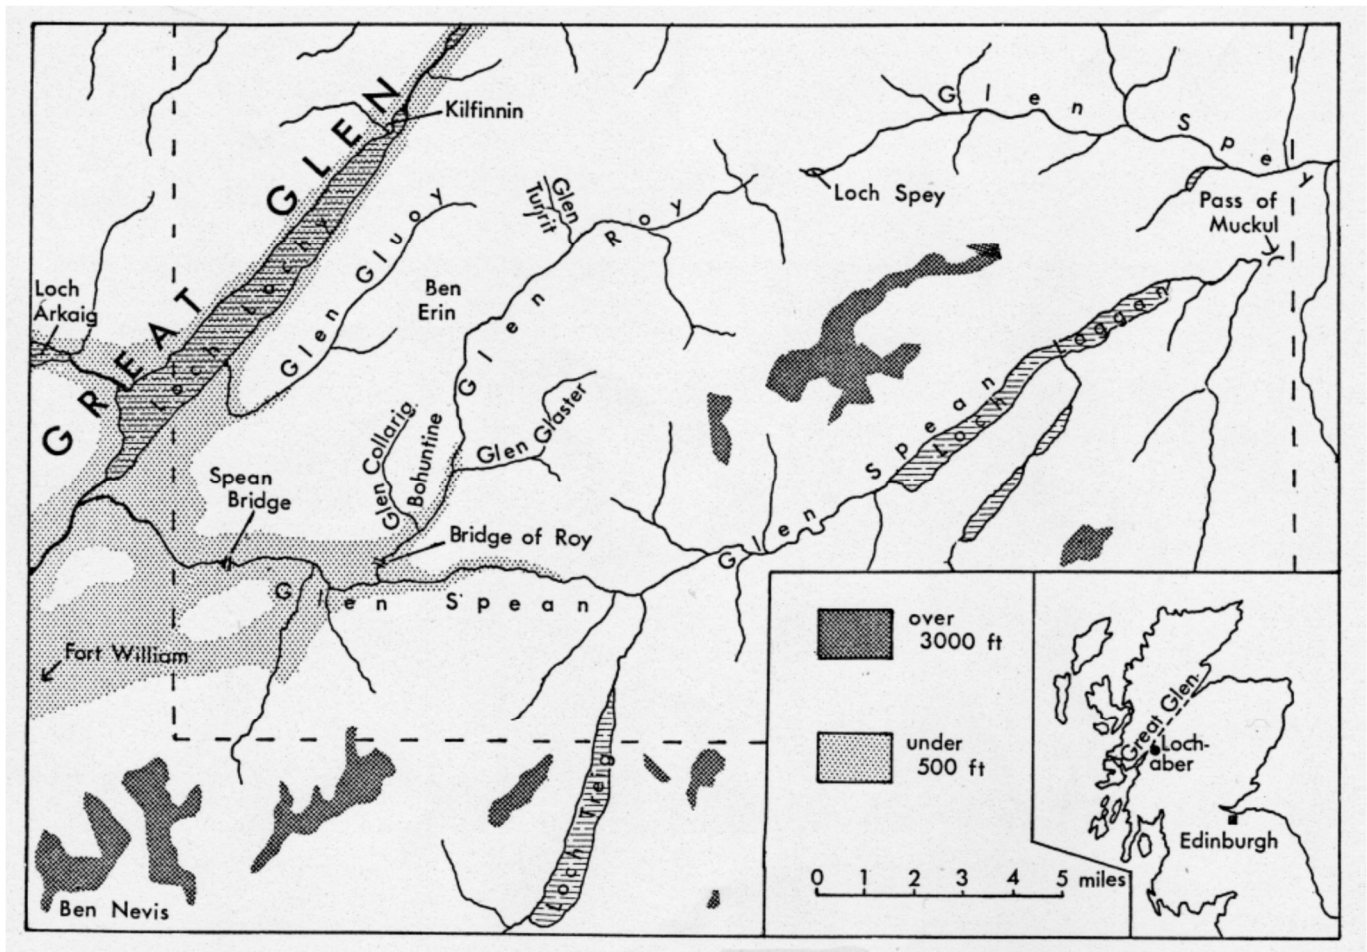 GREAT GLEN
Kilfinnin
Glen Spey
Loch Spey
Pass of
Muckul
Glen
Turrit
Glen Roy
Glen Gluoy
Loch Lochy
Ben
Erin
Loch
Arkaig
Loch Laggan
Glen Spean
Glen Glaster
Glen Collarig
Bohuntine
Spean
Bridge
Bridge of Roy
Glen Spean
Fort William
Loch Treig
Ben Nevis
over
3000 ft
under
500 ft
0 1 2 3 4 5 miles
Great Glen
Loch-
aber
Edinburgh